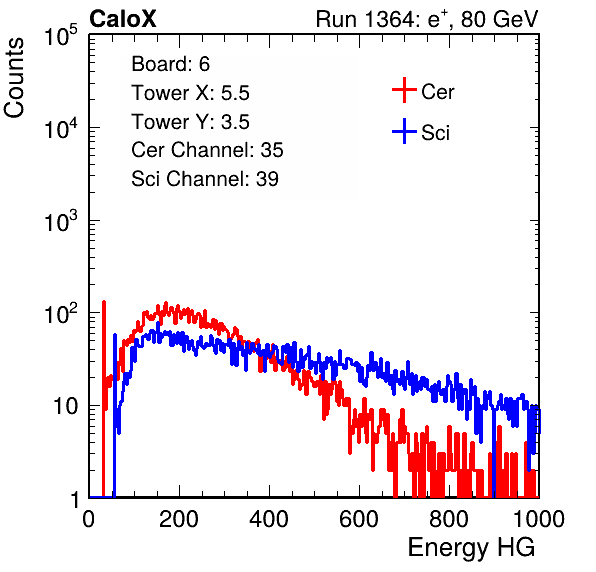 CaloX Run 1364: e⁺, 80 GeV
Counts
Board: 6
Tower X: 5.5
Tower Y: 3.5
Cer Channel: 35
Sci Channel: 39
Cer
Sci
10⁵
10⁴
10³
10²
10
1
0 200 400 600 800 1000
Energy HG